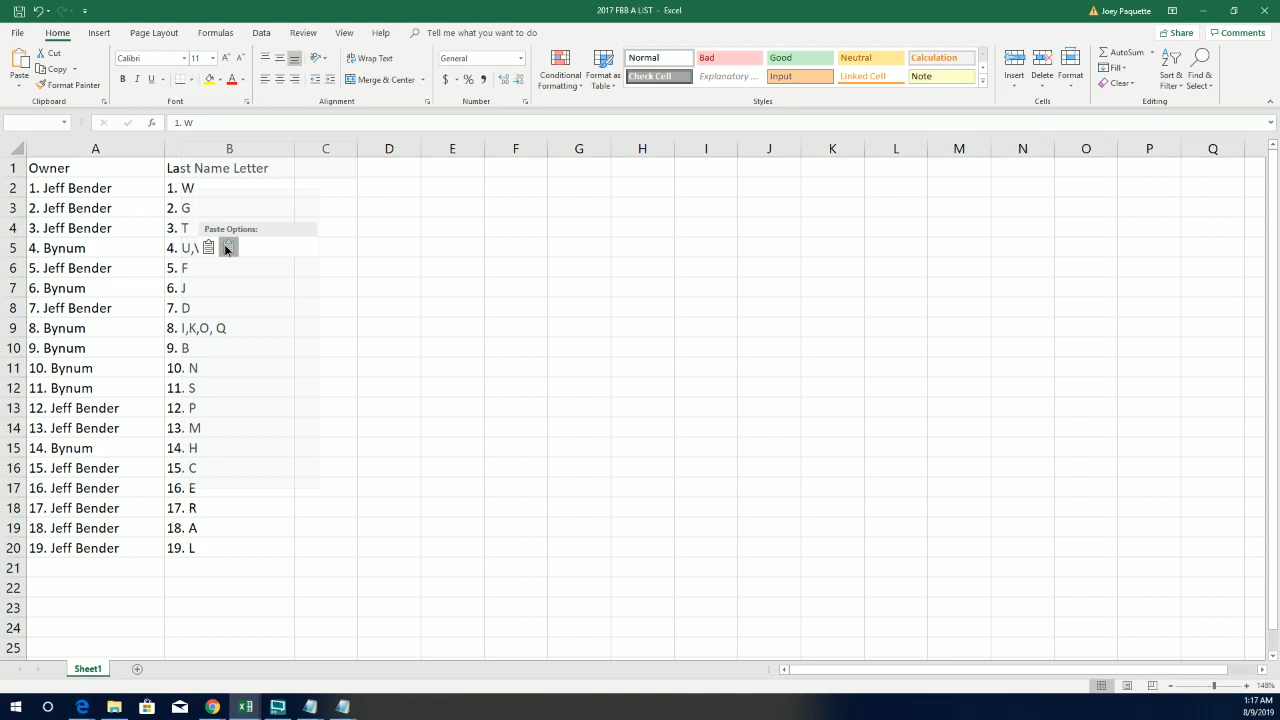 2017 FBB A LIST - Excel
Joey Paquette
File Home Insert Page Layout Formulas Data Review View Help Tell me what you want to do
Share Comments
Paste
Cut
Copy
Format Painter
Clipboard
Calibri 11
B I U
Font
Wrap Text
Merge & Center
Alignment
General
$ % ,
Number
Conditional Formatting
Format as Table
Normal Bad Good Neutral Calculation
Check Cell Explanatory ... Input Linked Cell Note
Styles
Insert Delete Format
Cells
AutoSum
Fill
Clear
Sort & Filter
Find & Select
Editing
fx 1. W
A B C D E F G H I J K L M N O P Q
1 Owner Last Name Letter
2 1. Jeff Bender 1. W
3 2. Jeff Bender 2. G
4 3. Jeff Bender 3. T
Paste Options:
5 4. Bynum 4. U,
6 5. Jeff Bender 5. F
7 6. Bynum 6. J
8 7. Jeff Bender 7. D
9 8. Bynum 8. I,K,O, Q
10 9. Bynum 9. B
11 10. Bynum 10. N
12 11. Bynum 11. S
13 12. Jeff Bender 12. P
14 13. Jeff Bender 13. M
15 14. Bynum 14. H
16 15. Jeff Bender 15. C
17 16. Jeff Bender 16. E
18 17. Jeff Bender 17. R
19 18. Jeff Bender 18. A
20 19. Jeff Bender 19. L
21
22
23
24
25
Sheet1
148%
1:17 AM
8/9/2019